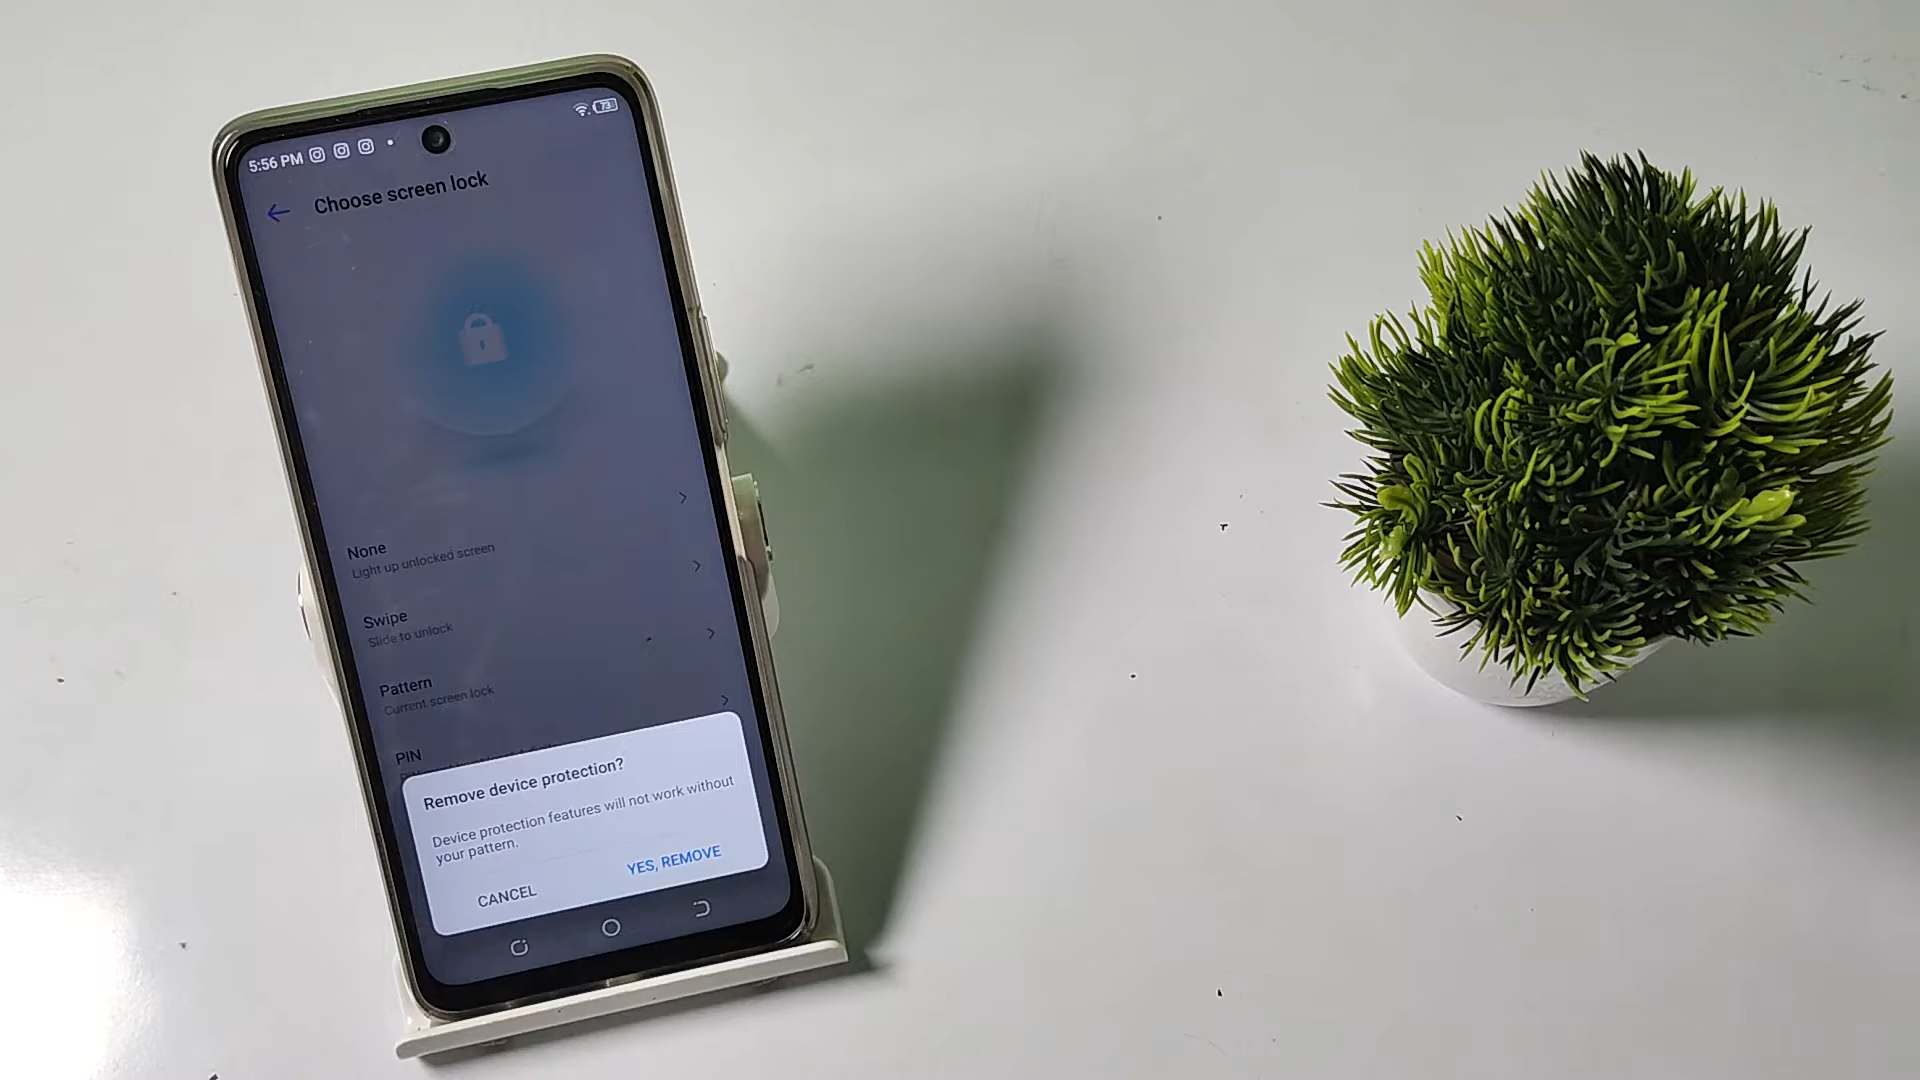 5:56 PM
73
Choose screen lock
None
Light up unlocked screen
Swipe
Slide to unlock
Pattern
Current screen lock
PIN
Remove device protection?
Device protection features will not work without
your pattern.
CANCEL
YES, REMOVE